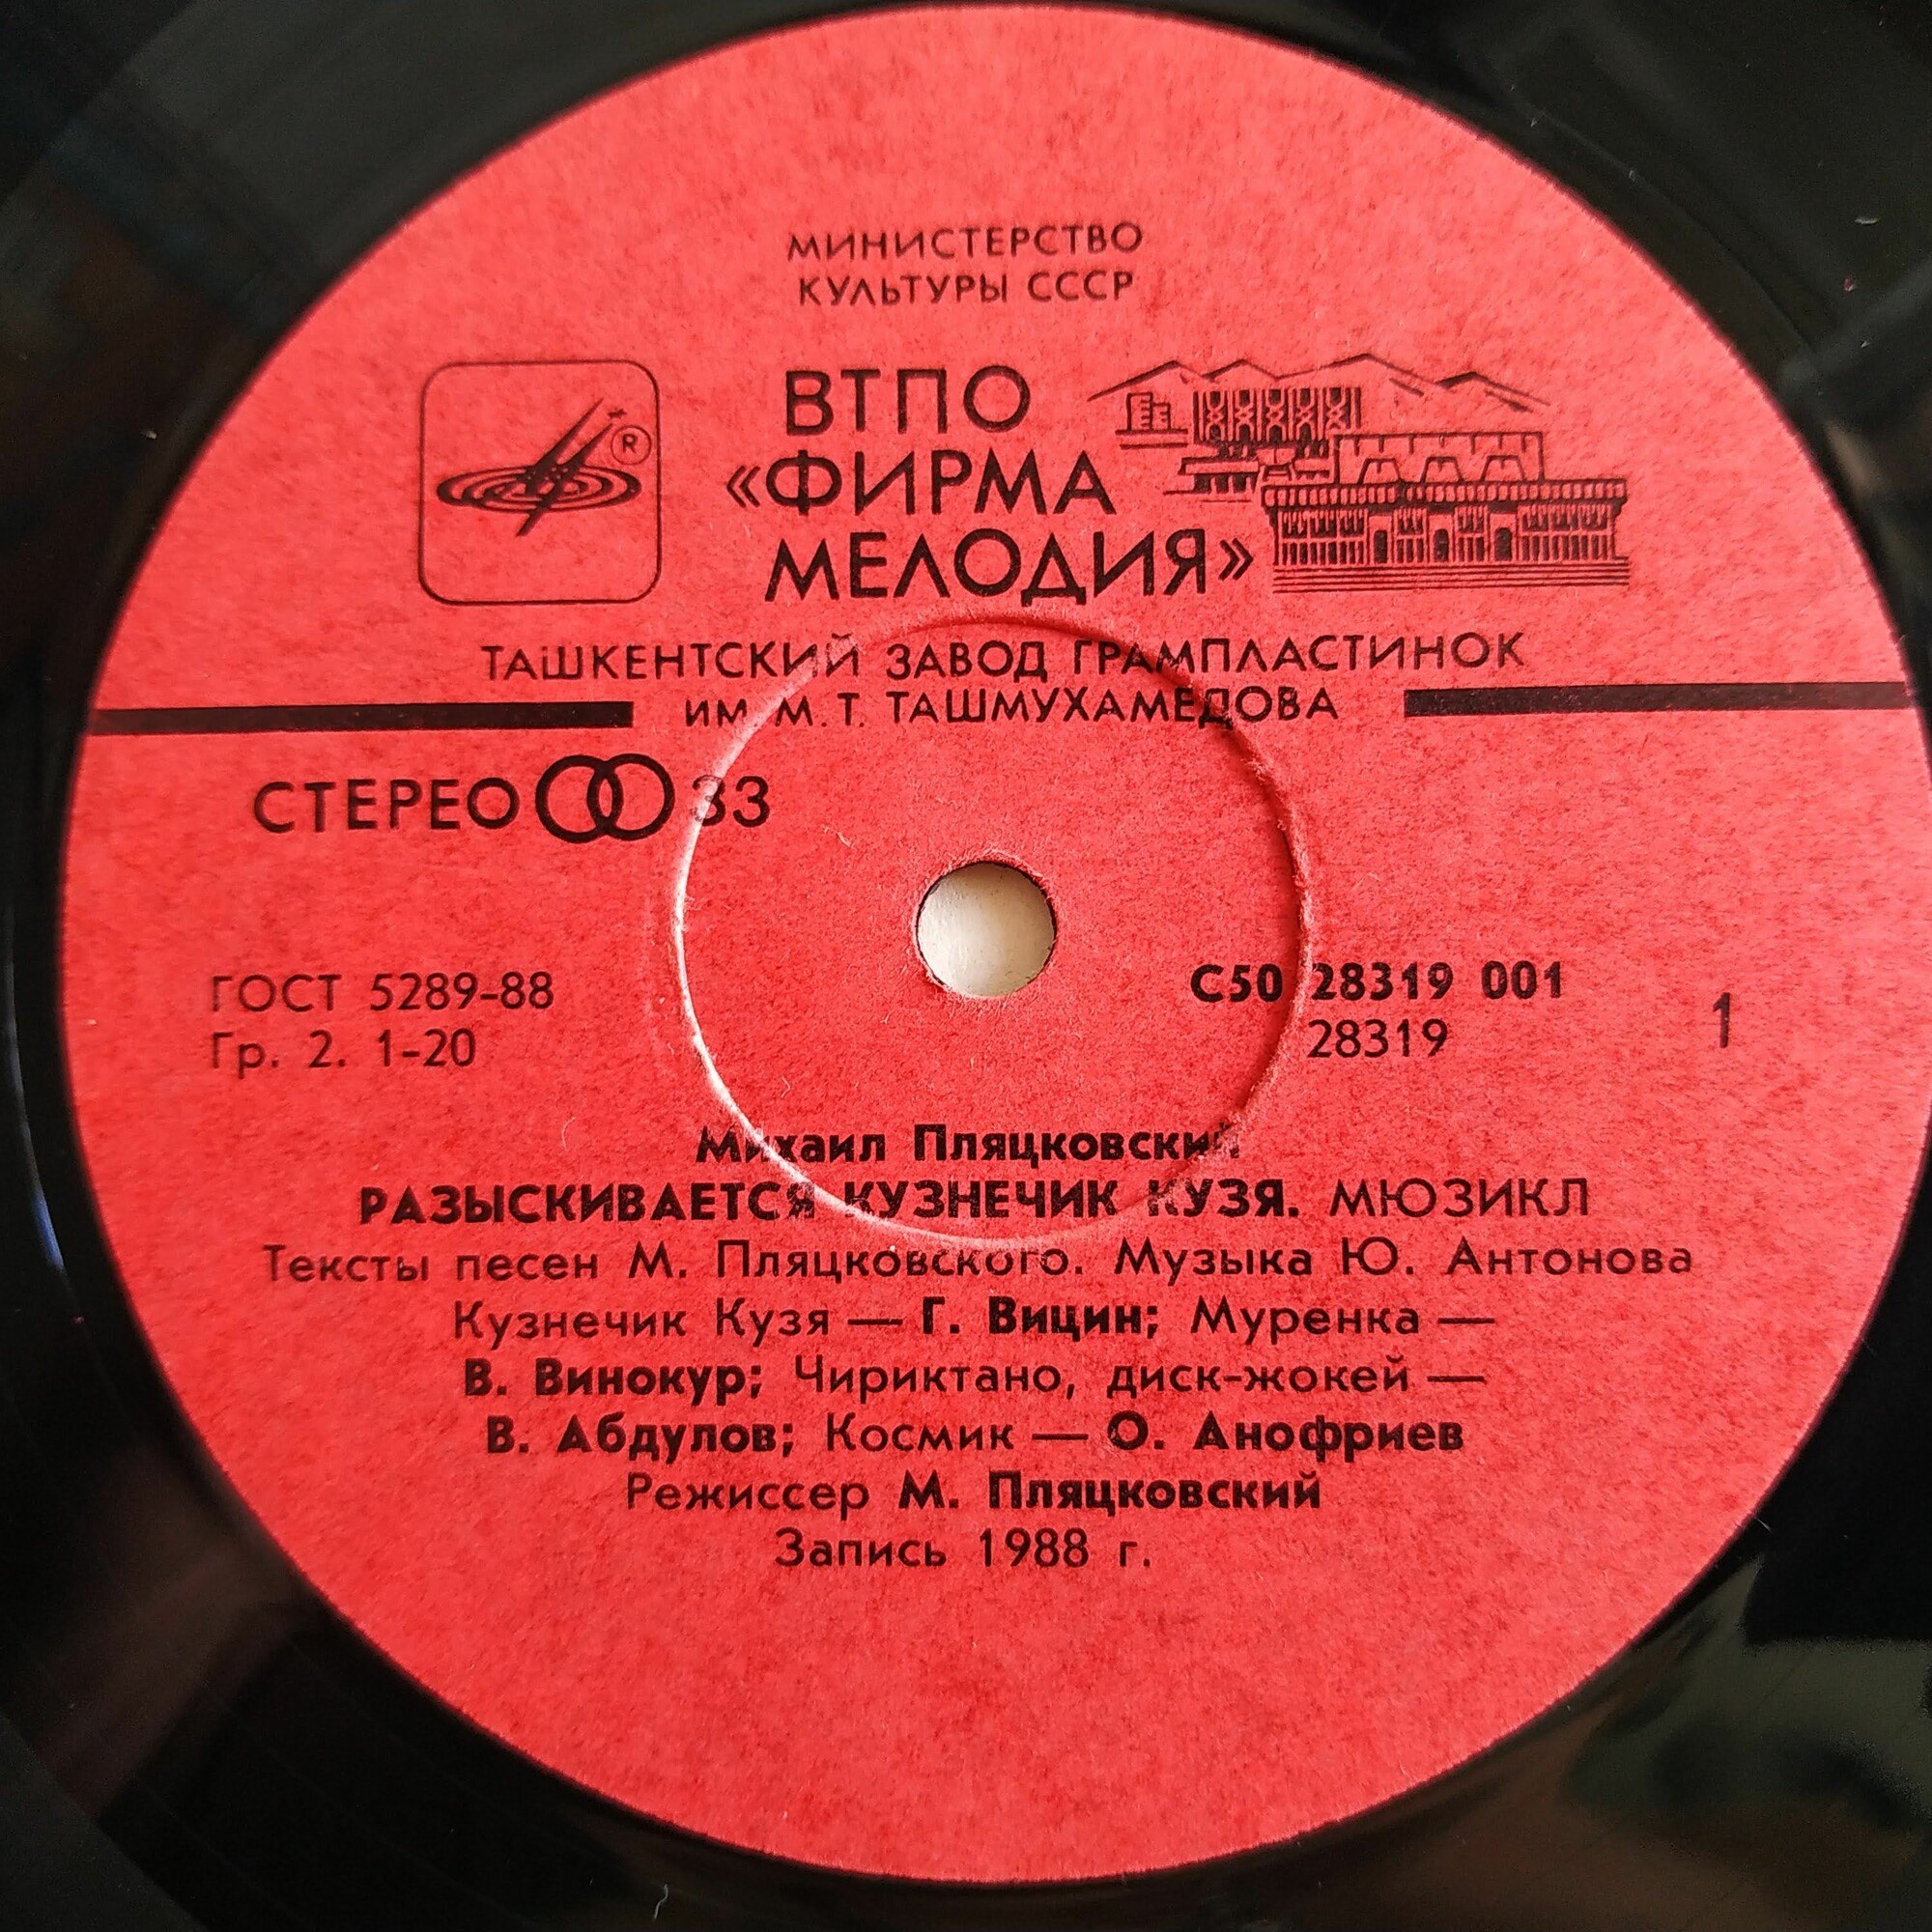 МИНИСТЕРСТВО
КУЛЬТУРЫ СССР
ВТПО
«ФИРМА
МЕЛОДИЯ»
®
ТАШКЕНТСКИЙ ЗАВОД ГРАМПЛАСТИНОК
ИМ. М.Т. ТАШМУХАМЕДОВА
СТЕРЕО 33
ГОСТ 5289-88
Гр. 2. 1-20
С50 28319 001
28319
1
Михаил Пляцковский
РАЗЫСКИВАЕТСЯ КУЗНЕЧИК КУЗЯ. МЮЗИКЛ
Тексты песен М. Пляцковского. Музыка Ю. Антонова
Кузнечик Кузя — Г. Вицин; Муренка —
В. Винокур; Чириктано, диск-жокей —
В. Абдулов; Космик — О. Анофриев
Режиссер М. Пляцковский
Запись 1988 г.